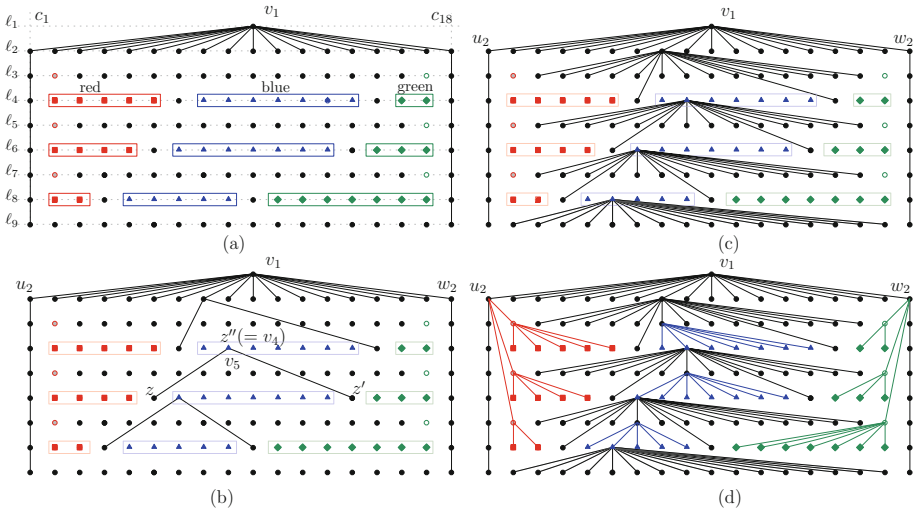 ℓ1 c1 v1 c18
ℓ2
ℓ3
red blue green
ℓ4
ℓ5
ℓ6
ℓ7
ℓ8
ℓ9
(a)
v1
u2 w2
(c)
v1
u2 w2
z''(= v4)
v5
z z'
(b)
v1
u2 w2
(d)